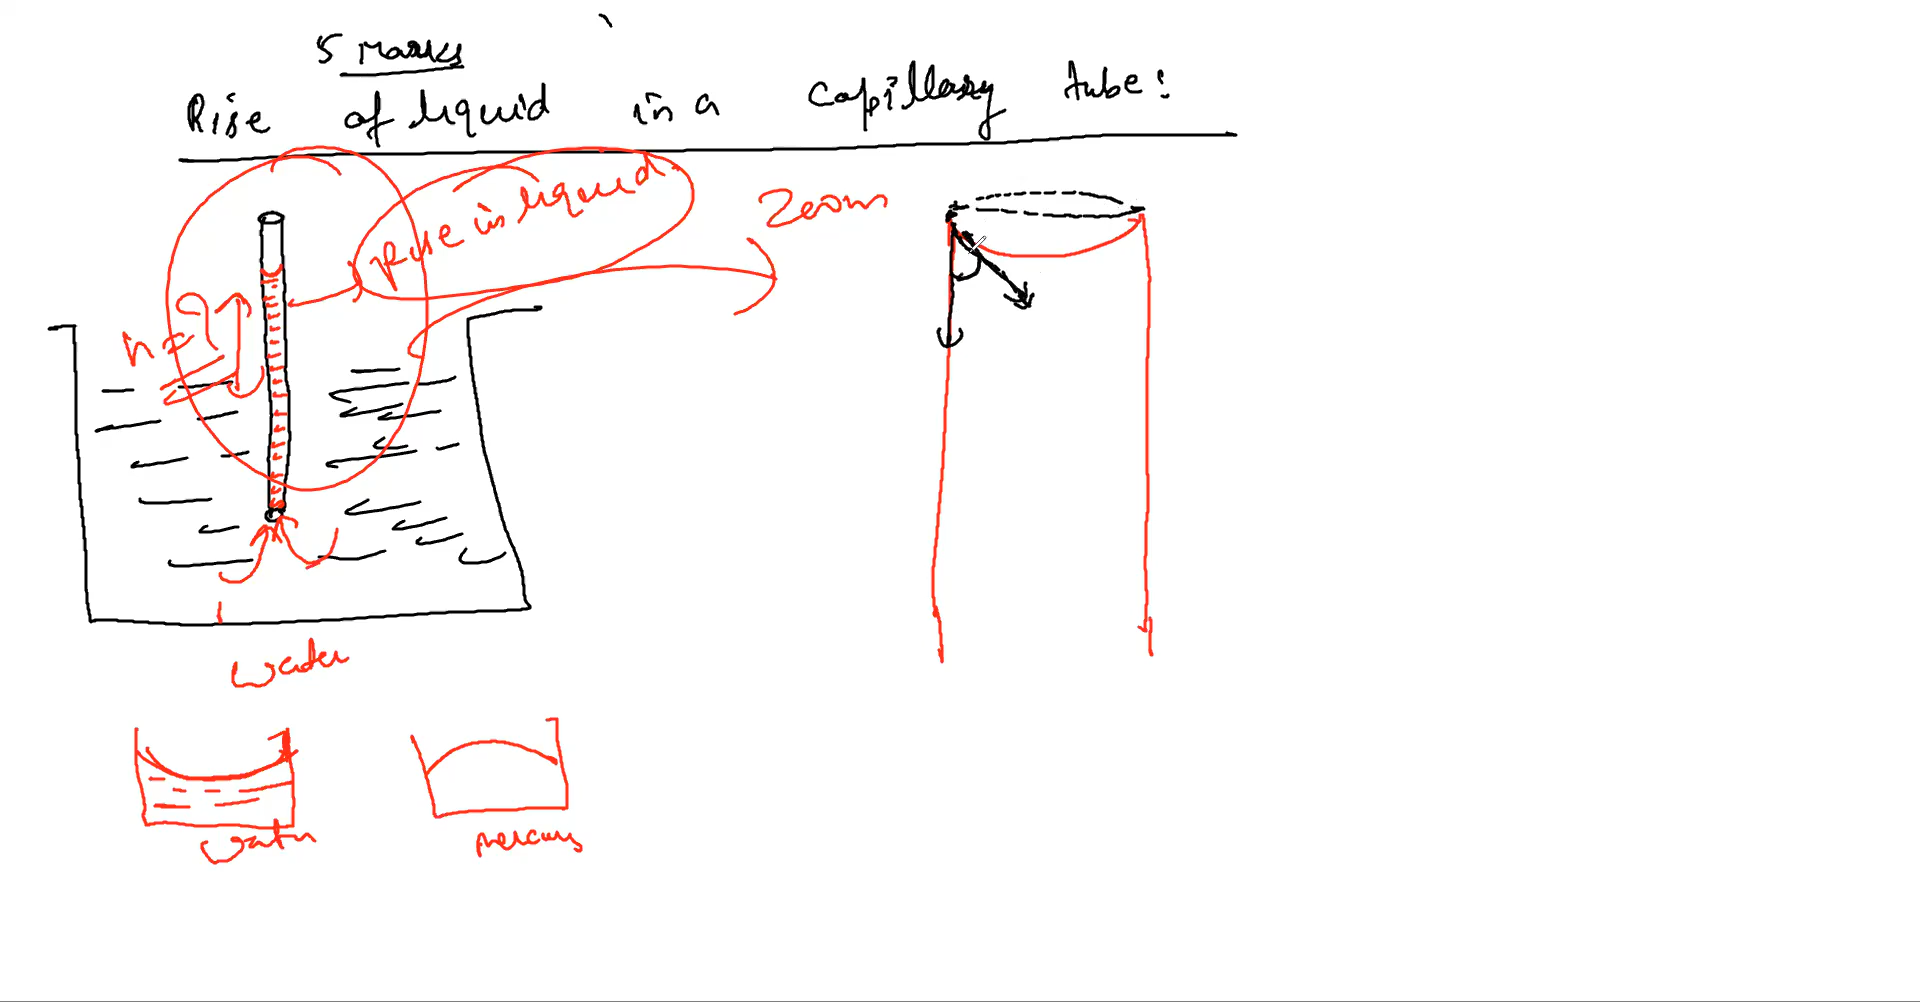 5 Marks
Rise of liquid in a Capillary tube:
Rise in liquid
Zoom
h = ?
Water
Water
Mercury